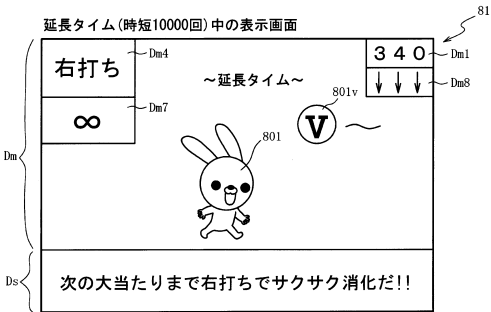 延長タイム(時短10000回)中の表示画面
81
右打ち
Dm4
340
Dm1
～延長タイム～
↓↓↓
Dm8
∞
Dm7
801v
V
801
Dm
次の大当たりまで右打ちでサクサク消化だ!!
Ds